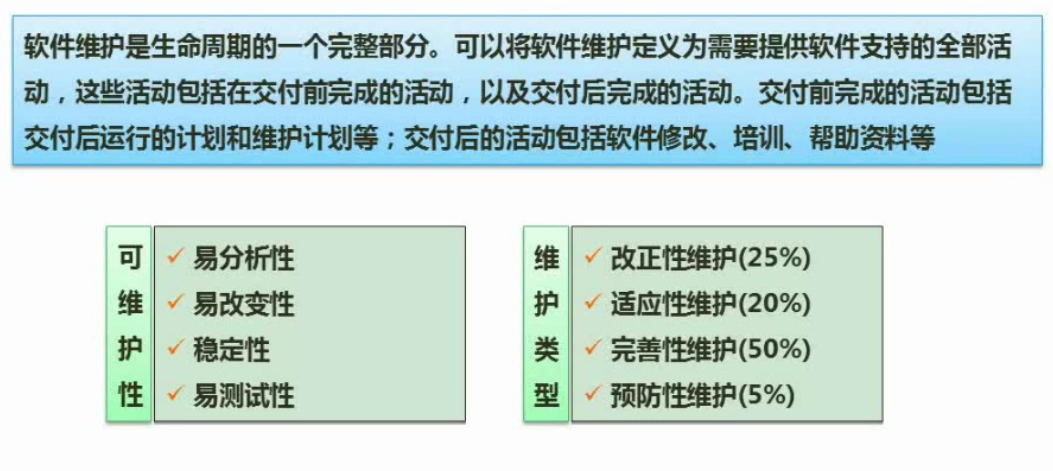 软件维护是生命周期的一个完整部分。可以将软件维护定义为需要提供软件支持的全部活
动，这些活动包括在交付前完成的活动，以及交付后完成的活动。交付前完成的活动包括
交付后运行的计划和维护计划等；交付后的活动包括软件修改、培训、帮助资料等
可维护性
✓ 易分析性
✓ 易改变性
✓ 稳定性
✓ 易测试性
维护类型
✓ 改正性维护(25%)
✓ 适应性维护(20%)
✓ 完善性维护(50%)
✓ 预防性维护(5%)